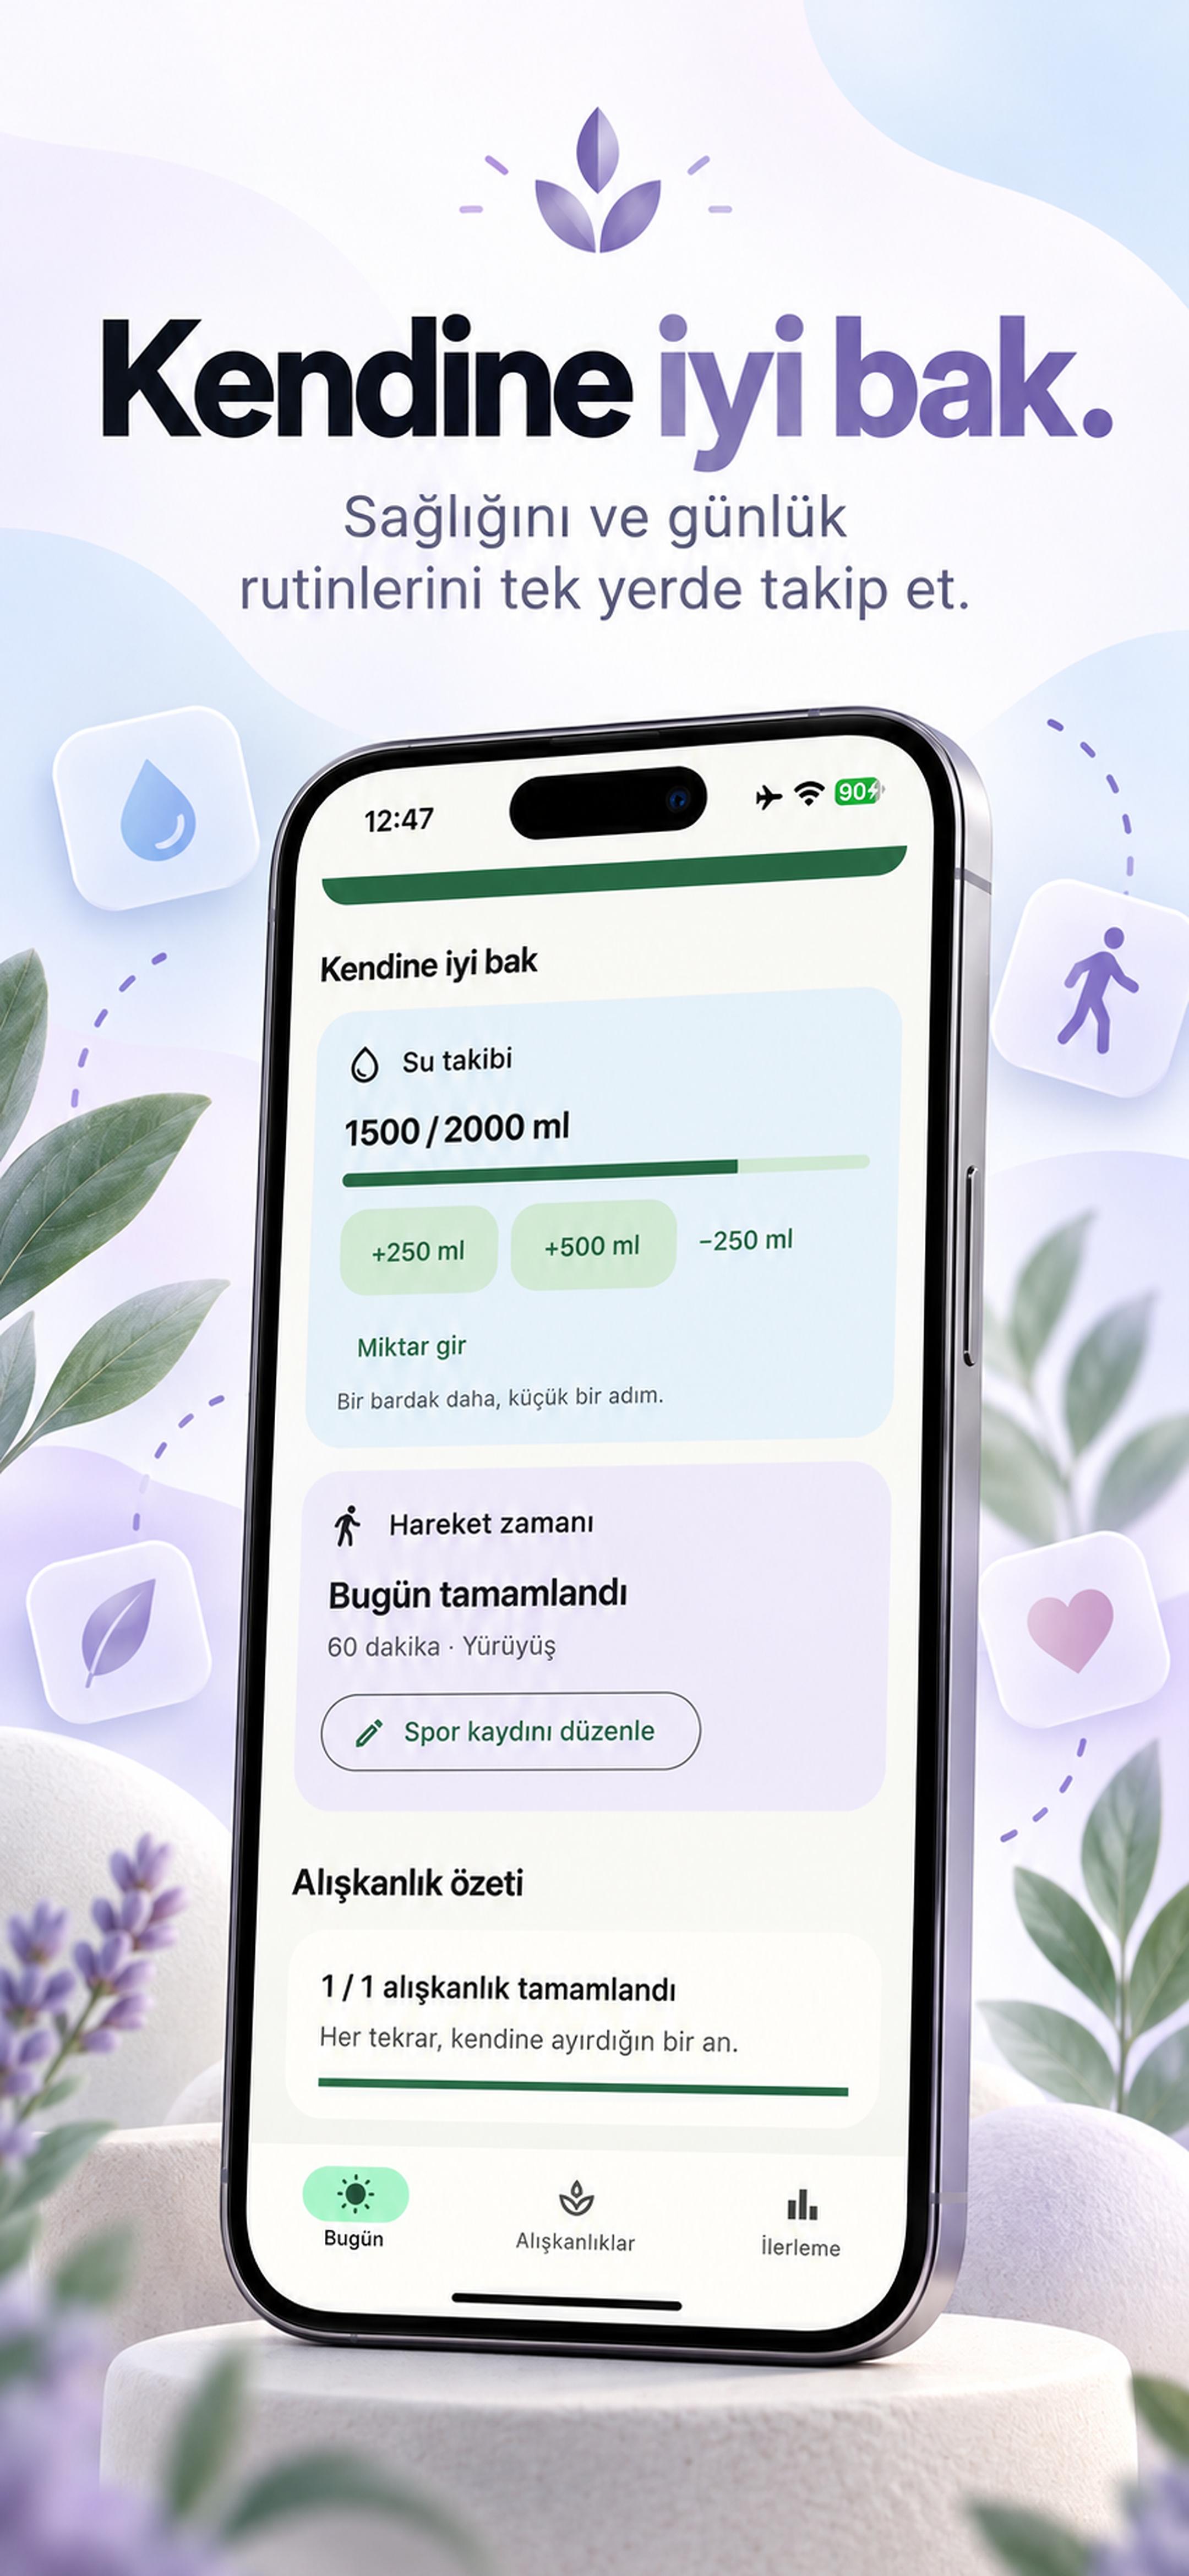 Kendine iyi bak.
Sağlığını ve günlük
rutinlerini tek yerde takip et.
12:47
90
Kendine iyi bak
Su takibi
1500 / 2000 ml
+250 ml
+500 ml
−250 ml
Miktar gir
Bir bardak daha, küçük bir adım.
Hareket zamanı
Bugün tamamlandı
60 dakika · Yürüyüş
Spor kaydını düzenle
Alışkanlık özeti
1 / 1 alışkanlık tamamlandı
Her tekrar, kendine ayırdığın bir an.
Bugün
Alışkanlıklar
İlerleme